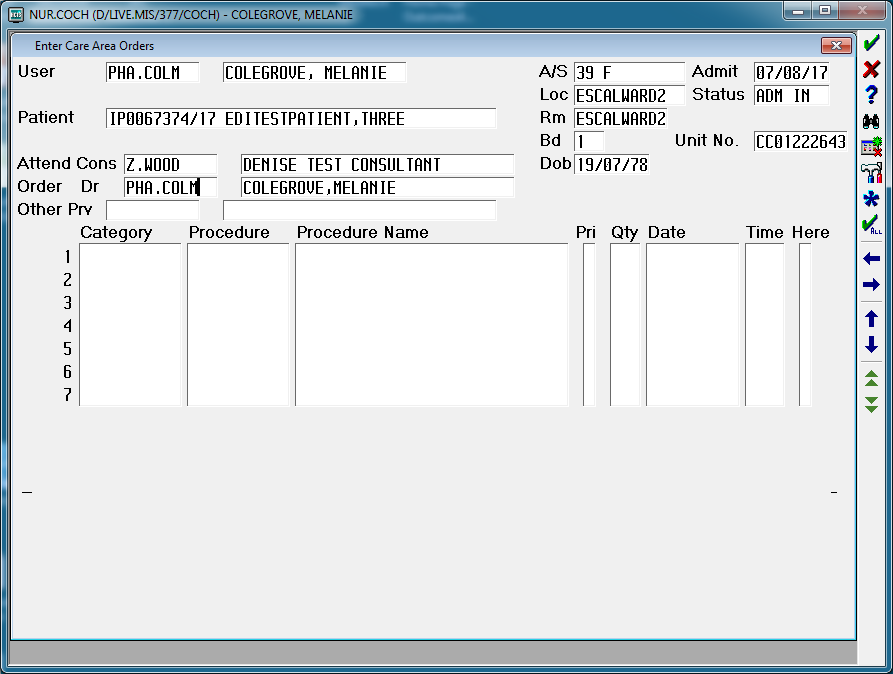 NUR.COCH (D/LIVE.MIS/377/COCH) - COLEGROVE, MELANIE
Enter Care Area Orders
User PHA.COLM COLEGROVE, MELANIE A/S 39 F Admit 07/08/17
Loc ESCALWARD2 Status ADM IN
Patient IP0067374/17 EDITESTPATIENT,THREE Rm ESCALWARD2
Bd 1 Unit No. CC01222643
Attend Cons Z.WOOD DENISE TEST CONSULTANT Dob 19/07/78
Order Dr PHA.COLM COLEGROVE,MELANIE
Other Prv
Category Procedure Procedure Name Pri Qty Date Time Here
1
2
3
4
5
6
7
ALL